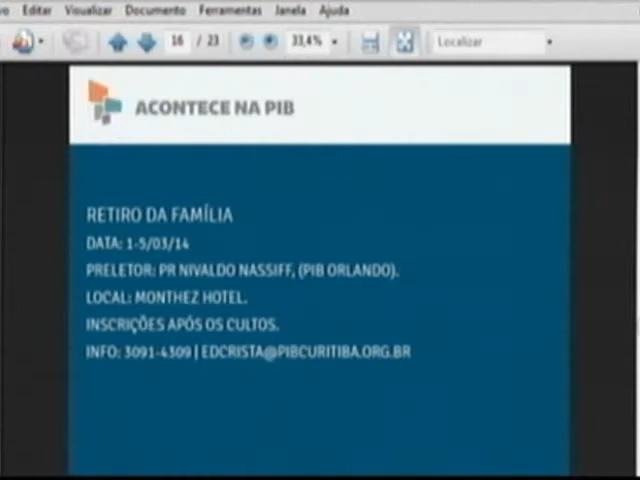 Editar Visualizar Documento Ferramentas Janela Ajuda
16 / 23 33,4% Localizar
ACONTECE NA PIB
RETIRO DA FAMÍLIA
DATA: 1-5/03/14
PRELETOR: PR NIVALDO NASSIFF, (PIB ORLANDO).
LOCAL: MONTHEZ HOTEL.
INSCRIÇÕES APÓS OS CULTOS.
INFO: 3091-4309 | EDCRISTA@PIBCURITIBA.ORG.BR